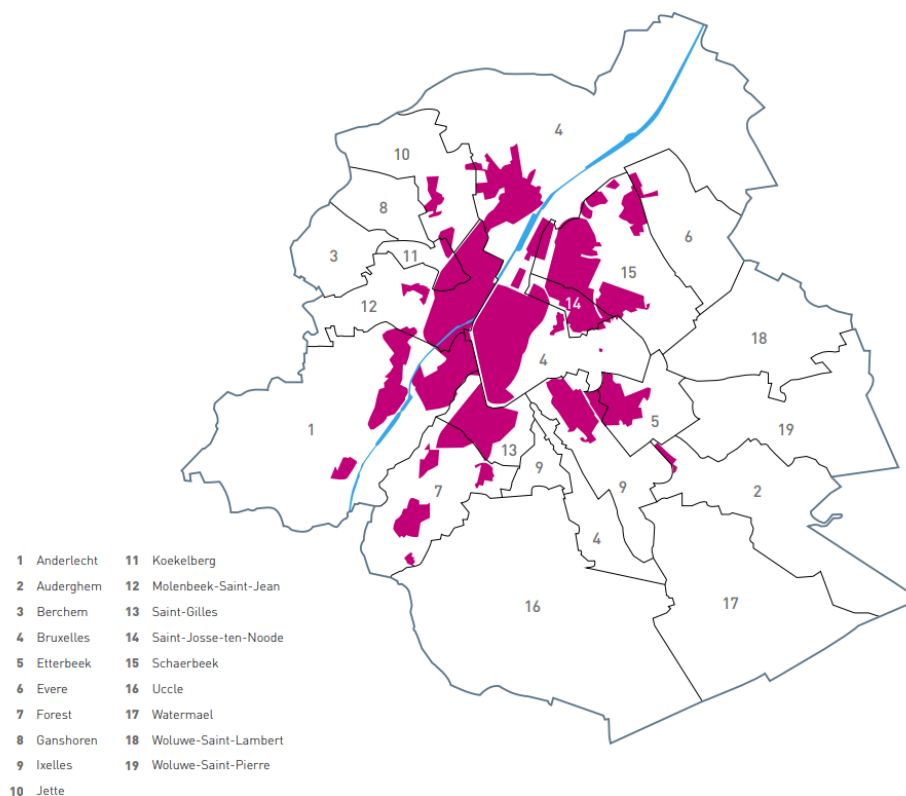 4
10
8
6
3
11
15
12
14
18
4
5
1
19
13
9
7
9
2
4
16
17
1 Anderlecht
2 Auderghem
3 Berchem
4 Bruxelles
5 Etterbeek
6 Evere
7 Forest
8 Ganshoren
9 Ixelles
10 Jette
11 Koekelberg
12 Molenbeek-Saint-Jean
13 Saint-Gilles
14 Saint-Josse-ten-Noode
15 Schaerbeek
16 Uccle
17 Watermael
18 Woluwe-Saint-Lambert
19 Woluwe-Saint-Pierre